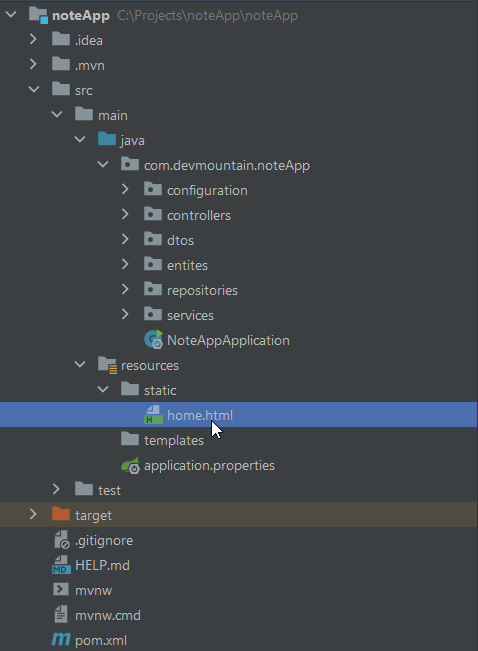 noteApp C:\Projects\noteApp\noteApp
.idea
.mvn
src
main
java
com.devmountain.noteApp
configuration
controllers
dtos
entites
repositories
services
NoteAppApplication
resources
static
home.html
templates
application.properties
test
target
.gitignore
HELP.md
mvnw
mvnw.cmd
pom.xml